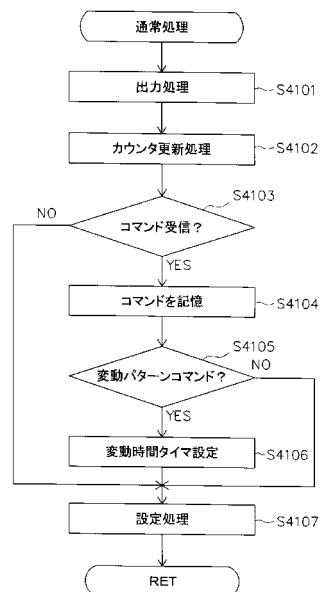 通常処理
出力処理
S4101
カウンタ更新処理
S4102
S4103
NO
コマンド受信?
YES
コマンドを記憶
S4104
S4105
変動パターンコマンド?
NO
YES
変動時間タイマ設定
S4106
設定処理
S4107
RET